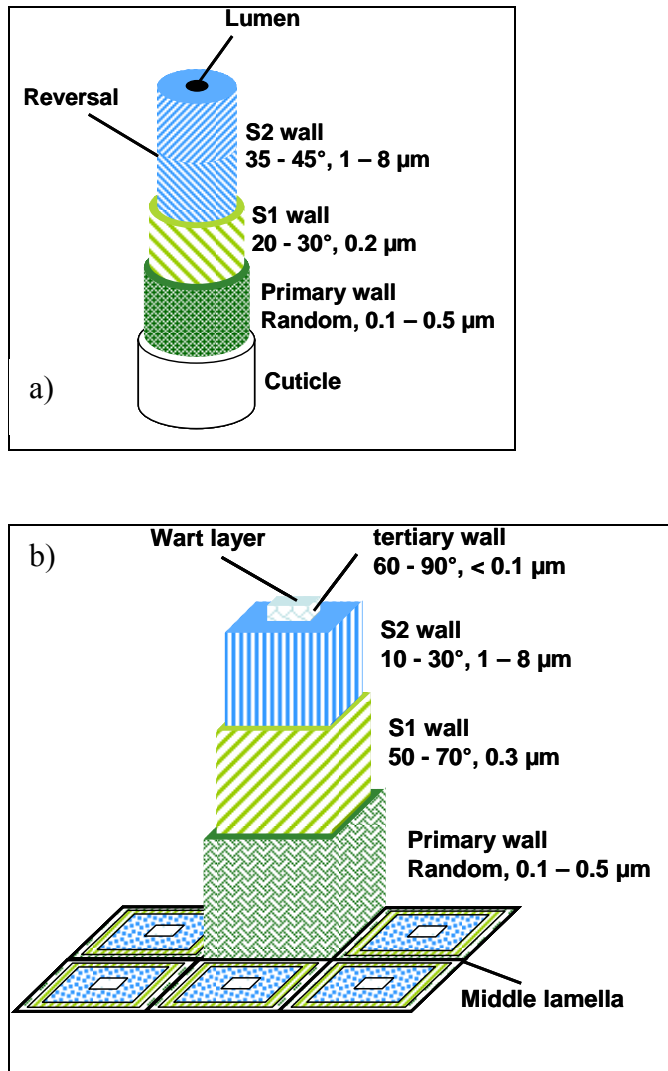 Lumen
Reversal
S2 wall
35 - 45°, 1 – 8 µm
S1 wall
20 - 30°, 0.2 µm
Primary wall
Random, 0.1 – 0.5 µm
Cuticle
a)
b)
Wart layer
tertiary wall
60 - 90°, < 0.1 µm
S2 wall
10 - 30°, 1 – 8 µm
S1 wall
50 - 70°, 0.3 µm
Primary wall
Random, 0.1 – 0.5 µm
Middle lamella